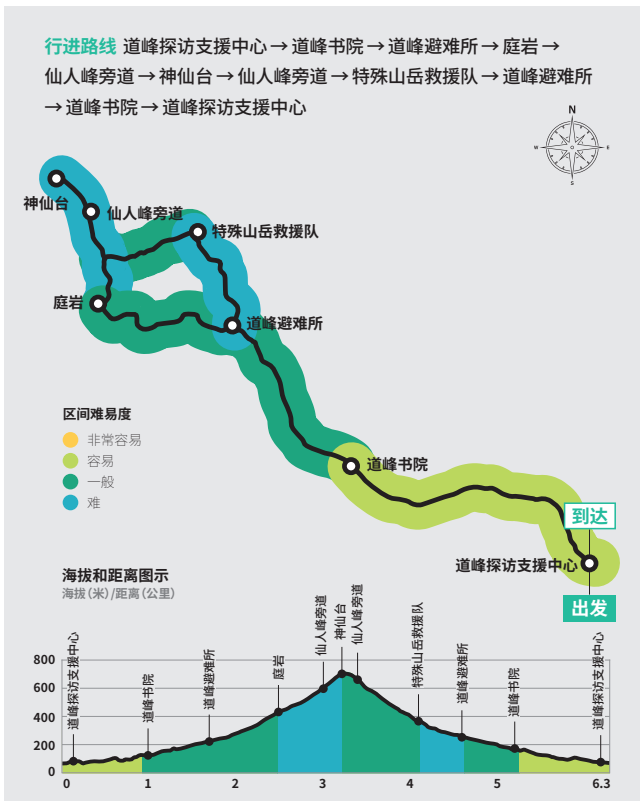 行进路线 道峰探访支援中心 → 道峰书院 → 道峰避难所 → 庭岩 →
仙人峰旁道 → 神仙台 → 仙人峰旁道 → 特殊山岳救援队 → 道峰避难所
→ 道峰书院 → 道峰探访支援中心
N
W
E
S
神仙台
仙人峰旁道
特殊山岳救援队
庭岩
道峰避难所
区间难易度
非常容易
容易
一般
难
道峰书院
到达
道峰探访支援中心
出发
海拔和距离图示
海拔（米）/距离（公里）
道峰探访支援中心
道峰书院
道峰避难所
庭岩
仙人峰旁道
神仙台
仙人峰旁道
特殊山岳救援队
道峰避难所
道峰书院
道峰探访支援中心
800
600
400
200
50
0 1 2 3 4 5 6.3